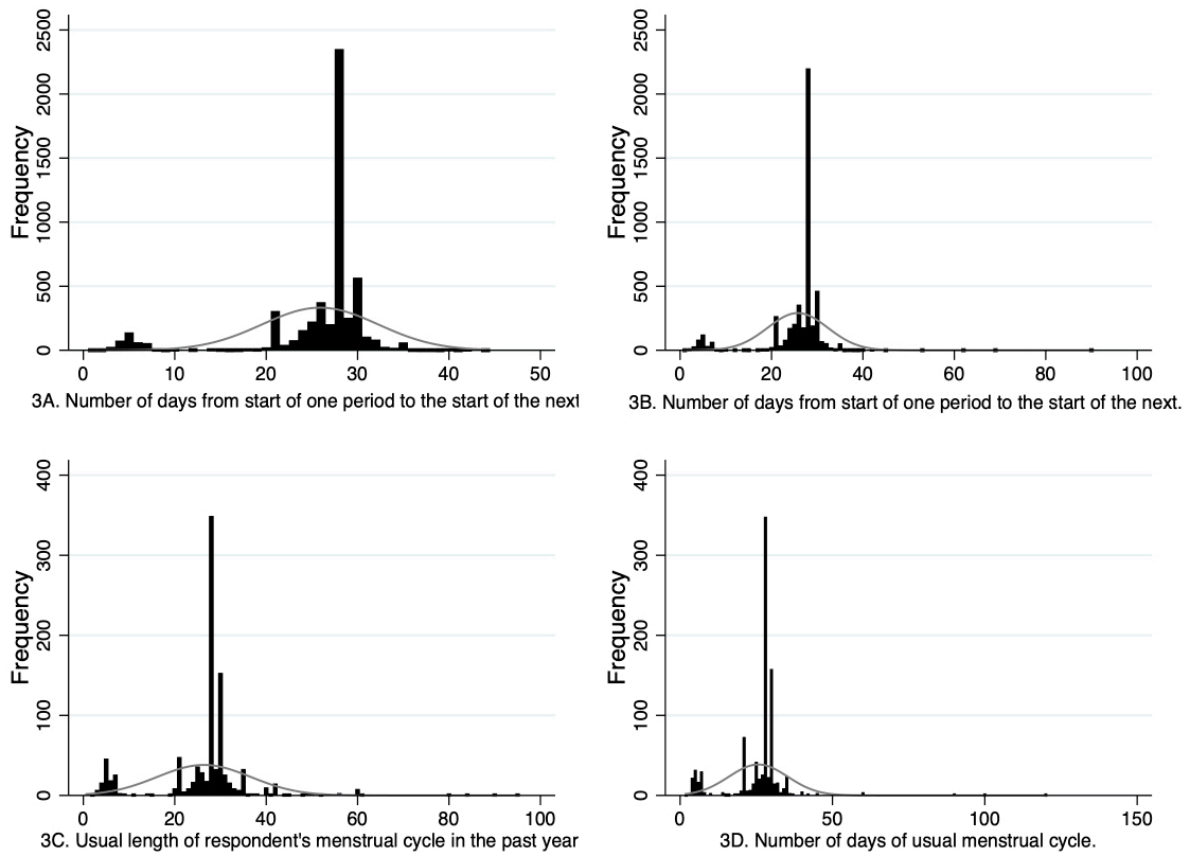 2500
2000
1500
1000
500
0
Frequency
0 10 20 30 40 50
3A. Number of days from start of one period to the start of the next
2500
2000
1500
1000
500
0
Frequency
0 20 40 60 80 100
3B. Number of days from start of one period to the start of the next.
400
300
200
100
0
Frequency
0 20 40 60 80 100
3C. Usual length of respondent's menstrual cycle in the past year
400
300
200
100
0
Frequency
0 50 100 150
3D. Number of days of usual menstrual cycle.